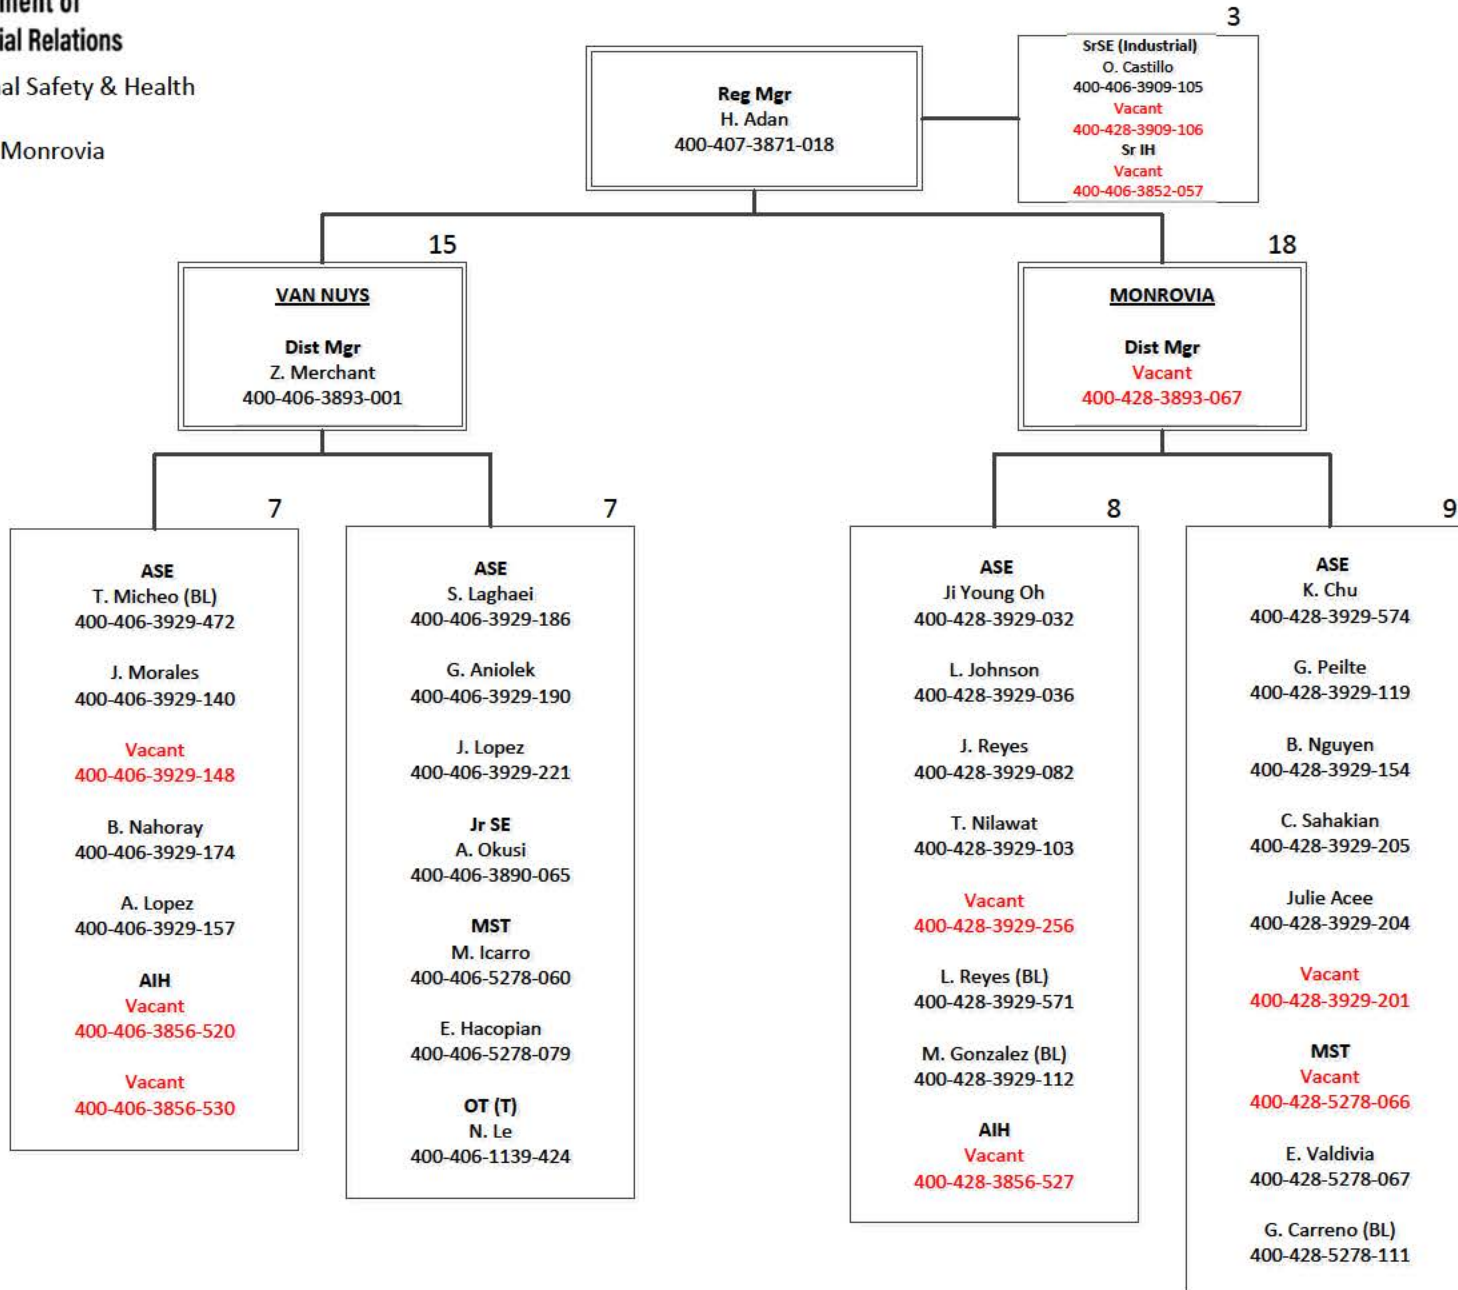 ial Relations
al Safety & Health
Monrovia
3
SrSE (Industrial)
O. Castillo
400-406-3909-105
Vacant
400-428-3909-106
Sr IH
Vacant
400-406-3852-057
Reg Mgr
H. Adan
400-407-3871-018
15
VAN NUYS
Dist Mgr
Z. Merchant
400-406-3893-001
18
MONROVIA
Dist Mgr
Vacant
400-428-3893-067
7
ASE
T. Micheo (BL)
400-406-3929-472
J. Morales
400-406-3929-140
Vacant
400-406-3929-148
B. Nahoray
400-406-3929-174
A. Lopez
400-406-3929-157
AIH
Vacant
400-406-3856-520
Vacant
400-406-3856-530
7
ASE
S. Laghaei
400-406-3929-186
G. Aniolek
400-406-3929-190
J. Lopez
400-406-3929-221
Jr SE
A. Okusi
400-406-3890-065
MST
M. Icarro
400-406-5278-060
E. Hacopian
400-406-5278-079
OT (T)
N. Le
400-406-1139-424
8
ASE
Ji Young Oh
400-428-3929-032
L. Johnson
400-428-3929-036
J. Reyes
400-428-3929-082
T. Nilawat
400-428-3929-103
Vacant
400-428-3929-256
L. Reyes (BL)
400-428-3929-571
M. Gonzalez (BL)
400-428-3929-112
AIH
Vacant
400-428-3856-527
9
ASE
K. Chu
400-428-3929-574
G. Peilte
400-428-3929-119
B. Nguyen
400-428-3929-154
C. Sahakian
400-428-3929-205
Julie Acee
400-428-3929-204
Vacant
400-428-3929-201
MST
Vacant
400-428-5278-066
E. Valdivia
400-428-5278-067
G. Carreno (BL)
400-428-5278-111